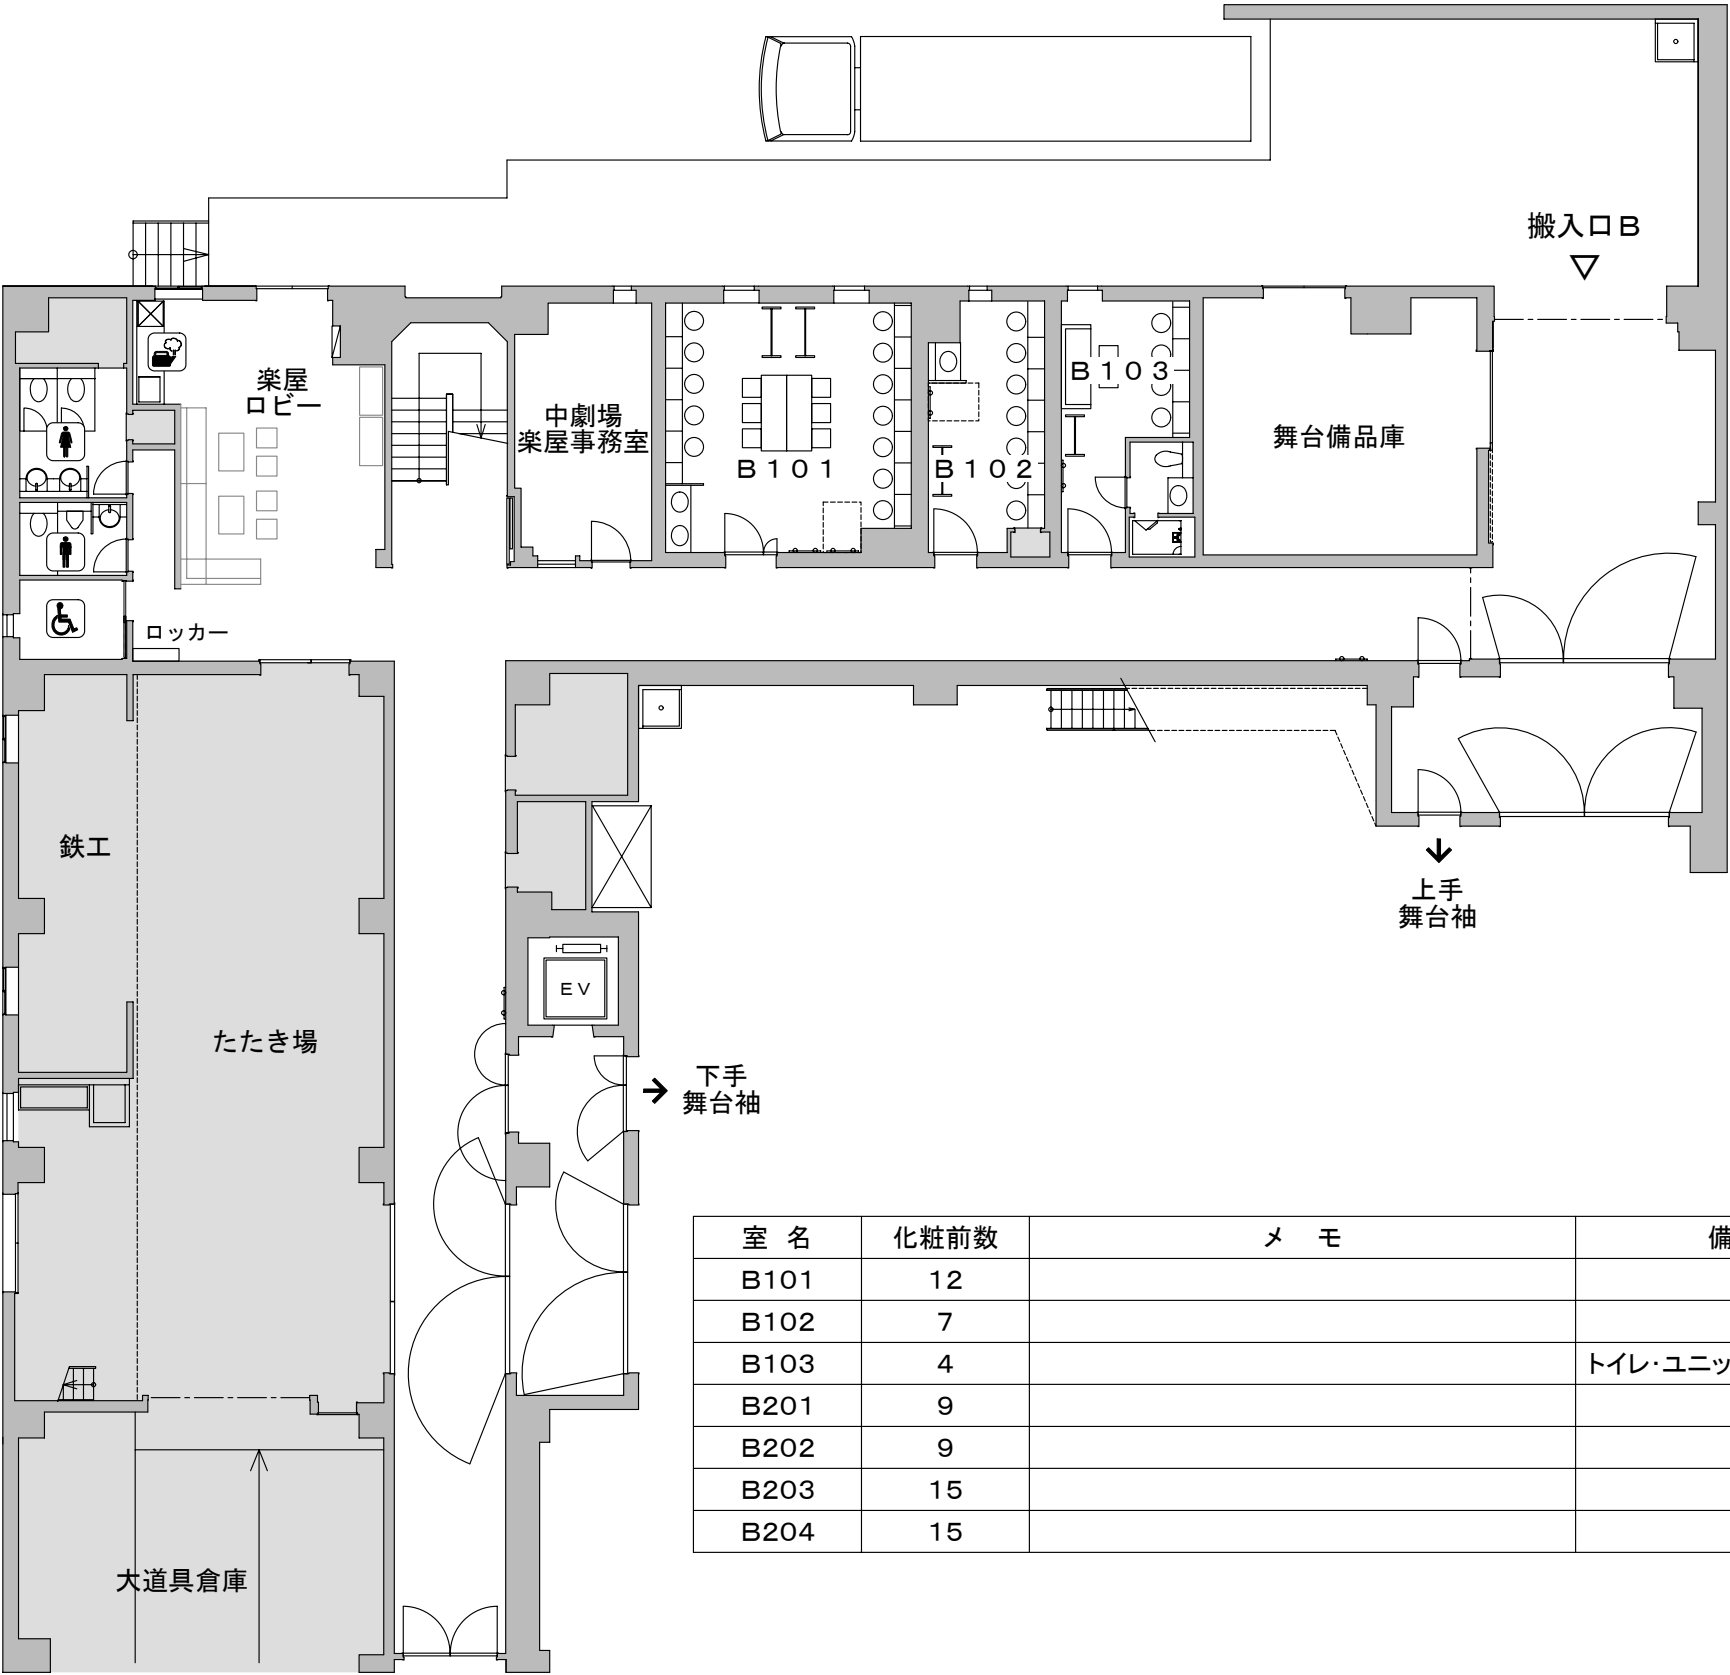 搬入口B
楽屋
ロビー
中劇場
楽屋事務室
B101
B102
B103
舞台備品庫
ロッカー
鉄工
たたき場
EV
上手
舞台袖
下手
舞台袖
大道具倉庫
室 名 化粧前数 メ モ 備
B101 12
B102 7
B103 4 トイレ・ユニッ
B201 9
B202 9
B203 15
B204 15